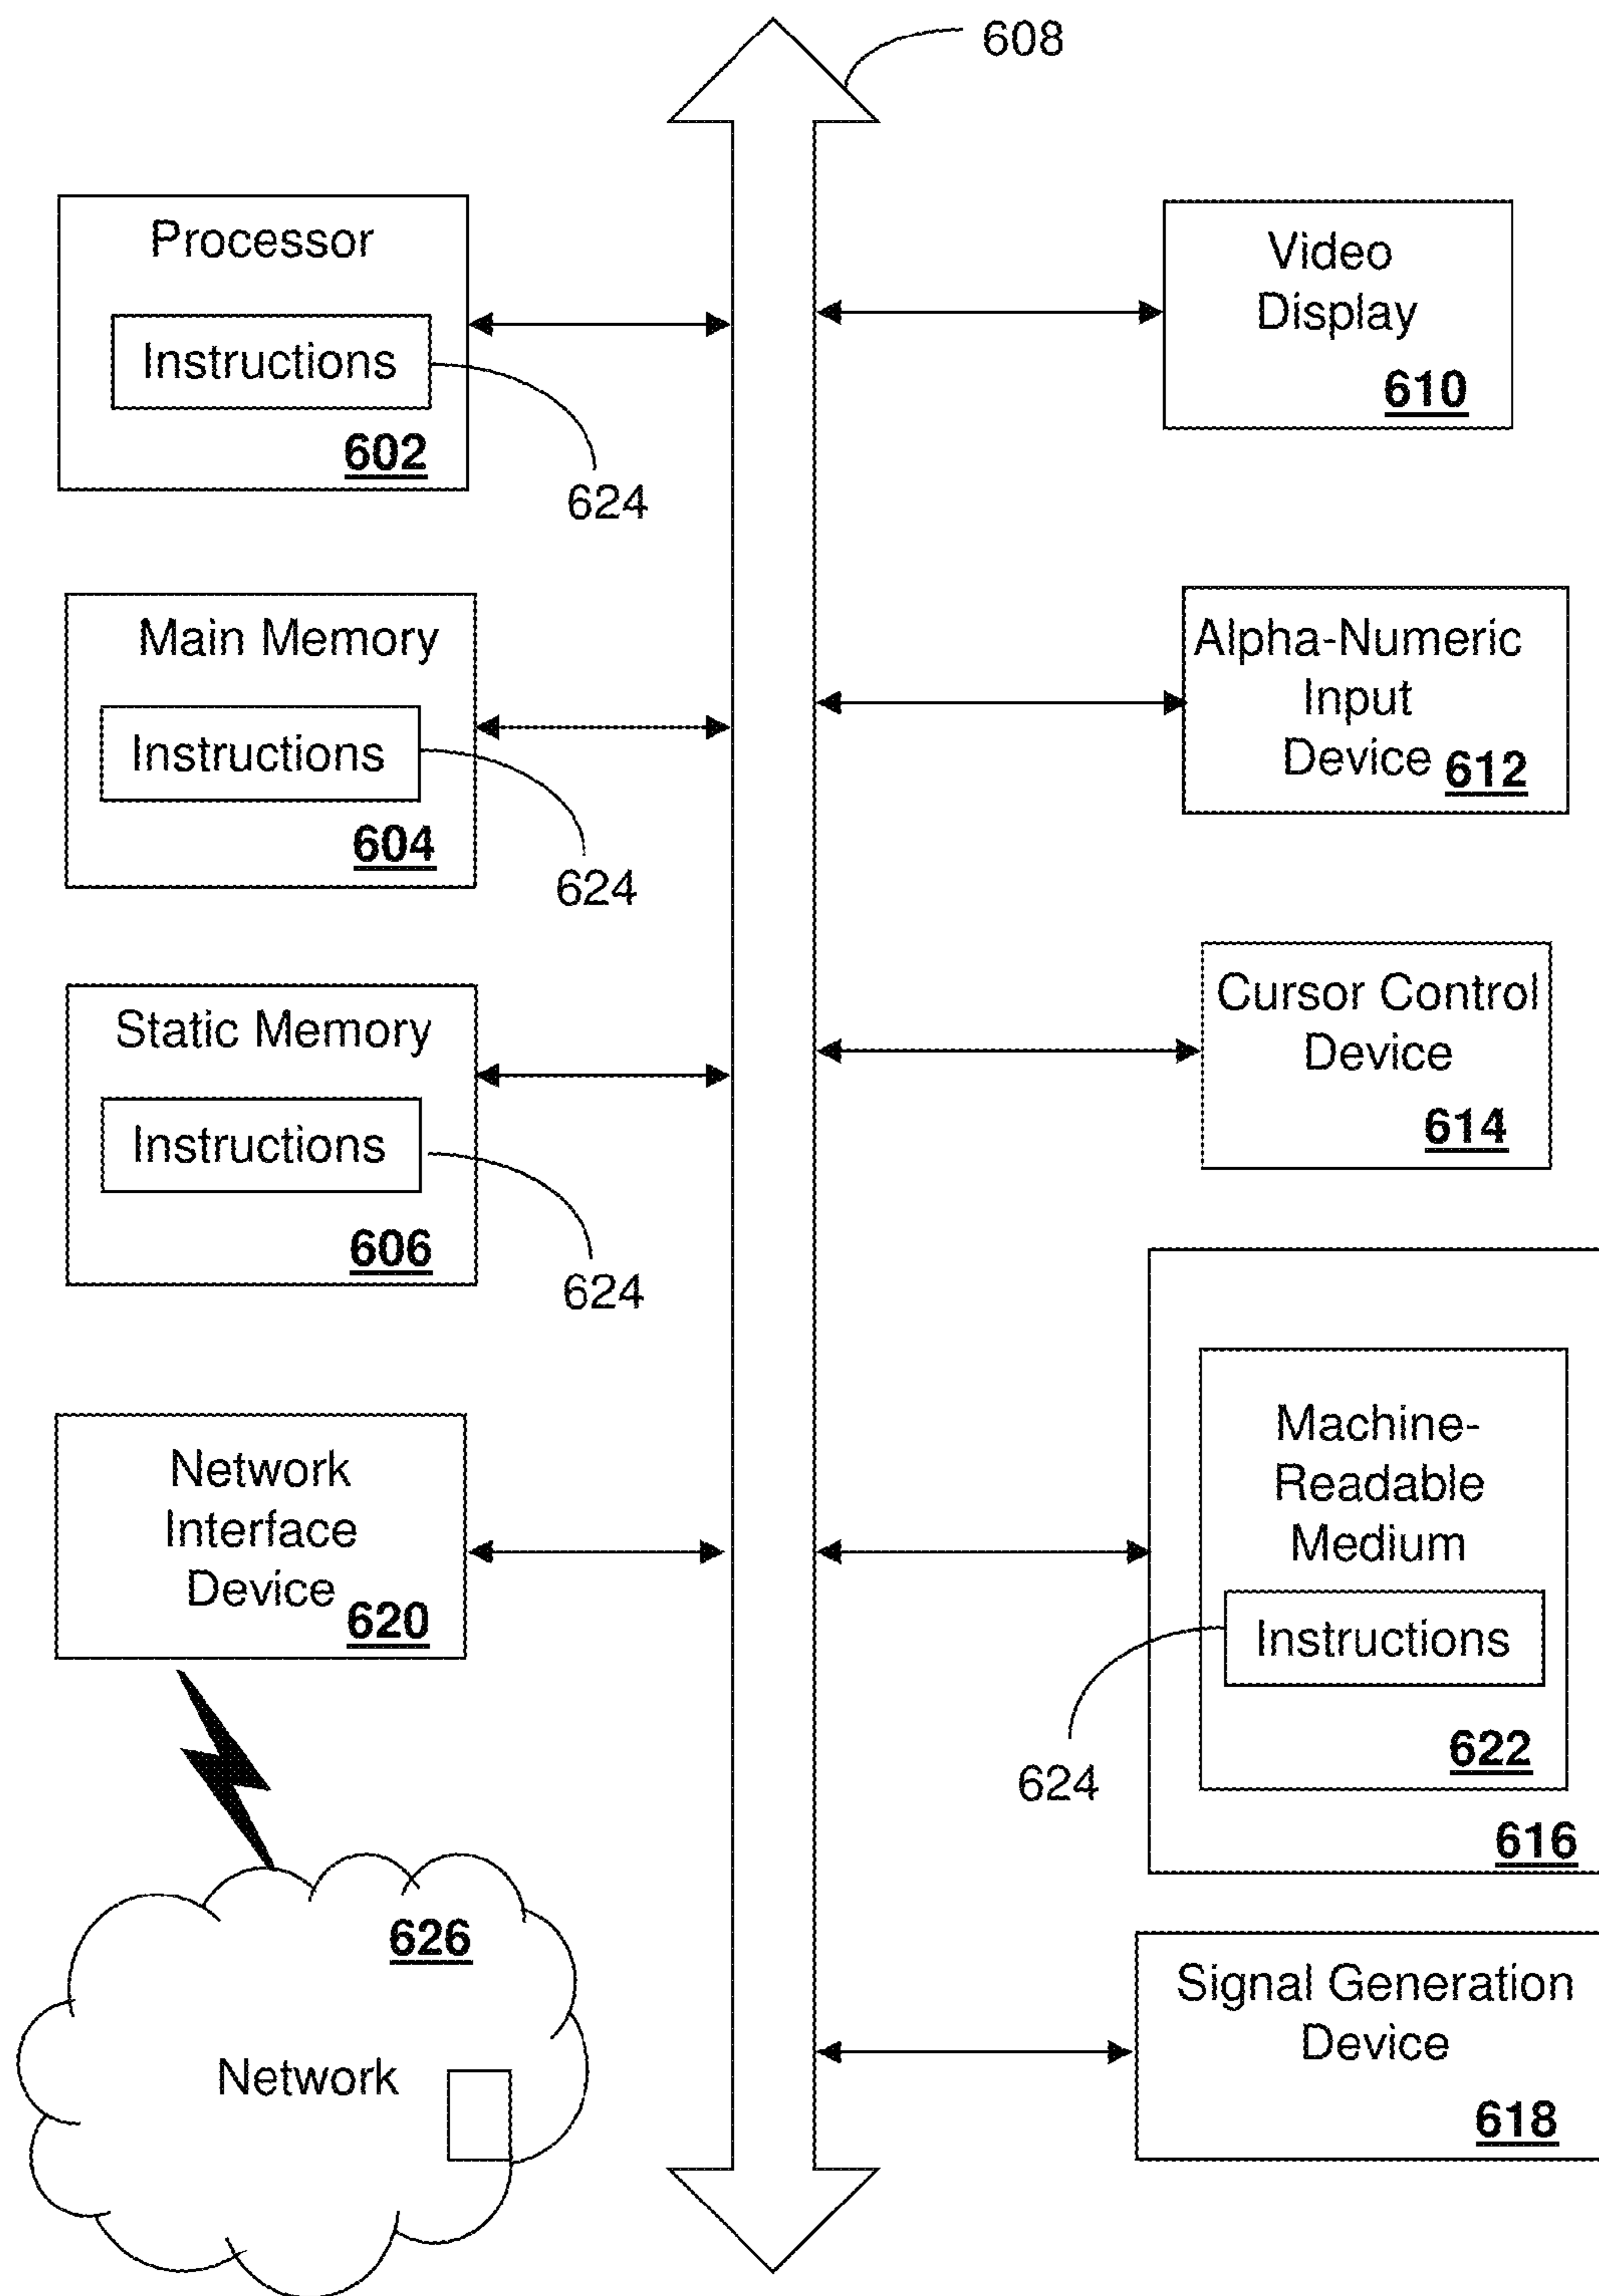 608
Processor
Instructions
602
624
Main Memory
Instructions
604
624
Static Memory
Instructions
606
624
Network
Interface
Device
620
626
Network
Video
Display
610
Alpha-Numeric
Input
Device
612
Cursor Control
Device
614
Machine-
Readable
Medium
Instructions
622
624
616
Signal Generation
Device
618